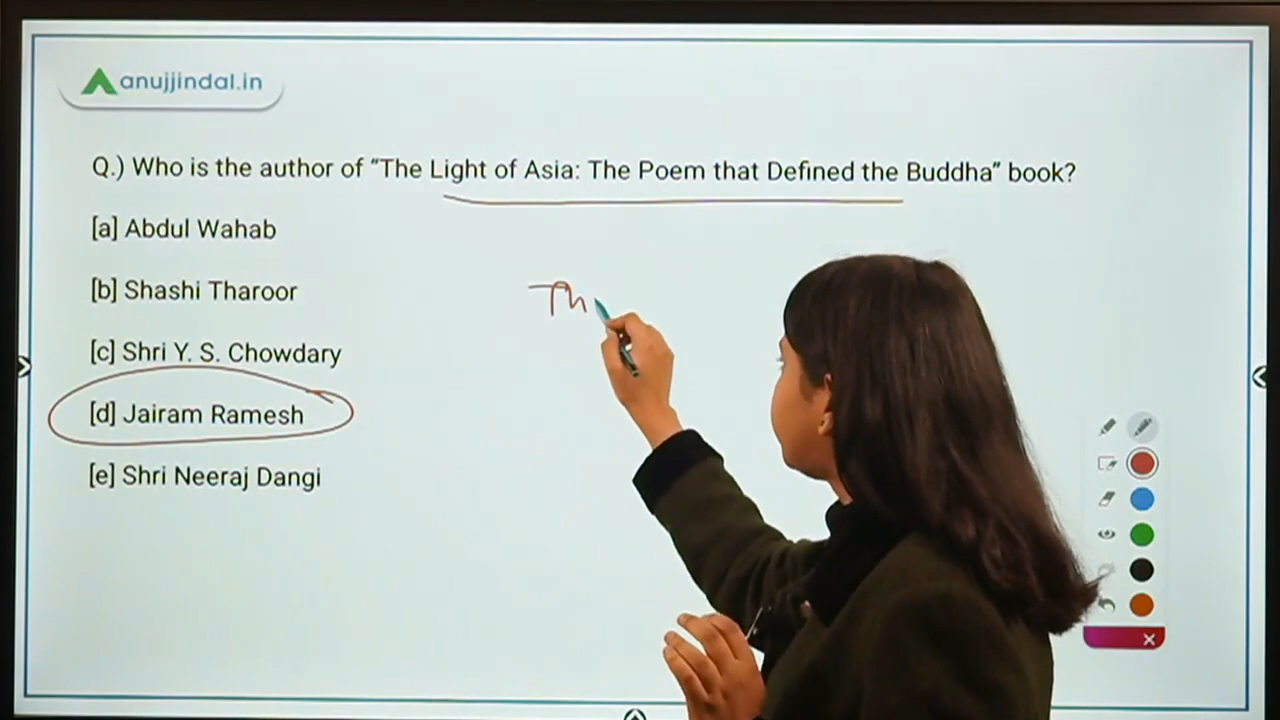 anujjindal.in
Q.) Who is the author of “The Light of Asia: The Poem that Defined the Buddha” book?
[a] Abdul Wahab
[b] Shashi Tharoor
Th
[c] Shri Y. S. Chowdary
[d] Jairam Ramesh
[e] Shri Neeraj Dangi